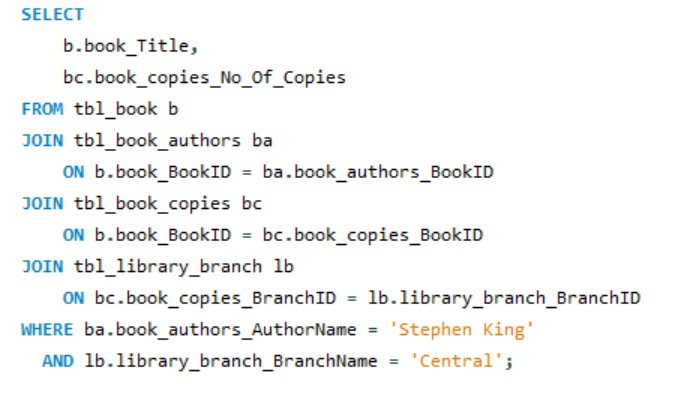 SELECT
    b.book_Title,
    bc.book_copies_No_Of_Copies
FROM tbl_book b
JOIN tbl_book_authors ba
    ON b.book_BookID = ba.book_authors_BookID
JOIN tbl_book_copies bc
    ON b.book_BookID = bc.book_copies_BookID
JOIN tbl_library_branch lb
    ON bc.book_copies_BranchID = lb.library_branch_BranchID
WHERE ba.book_authors_AuthorName = 'Stephen King'
  AND lb.library_branch_BranchName = 'Central';